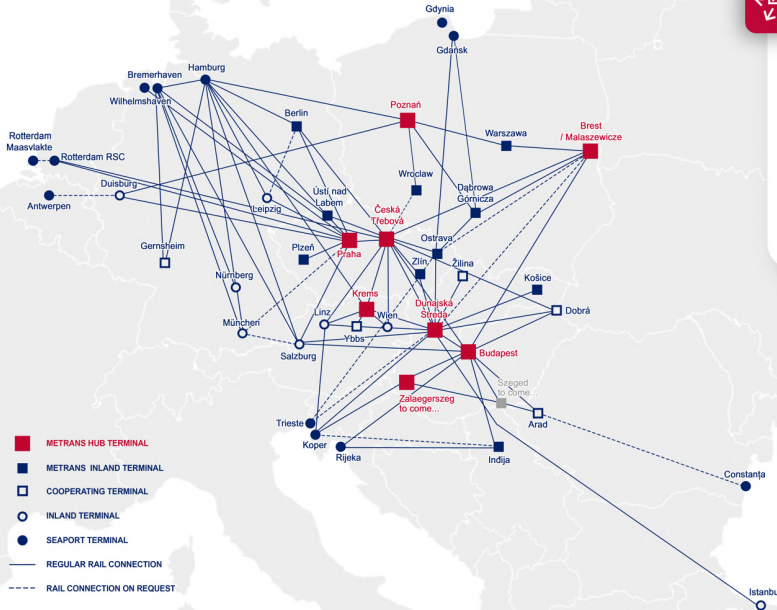 Gdynia
Gdańsk
Hamburg
Bremerhaven
Wilhelmshaven
Berlin
Poznań
Brest
/ Malaszewicze
Warszawa
Rotterdam
Maasvlakte
Rotterdam RSC
Duisburg
Antwerpen
Leipzig
Ústí nad
Labem
Wroclaw
Dąbrowa
Górnicza
Česká
Třebová
Ostrava
Gernsheim
Plzeň
Praha
Zlín
Žilina
Košice
Nürnberg
Krems
Dunajská
Streda
Dobrá
München
Linz
Wien
Ybbs
Salzburg
Budapest
Szeged
to come...
Zalaegerszeg
to come...
Arad
Trieste
Koper
Rijeka
Inđija
Constanța
Istanbu
METRANS HUB TERMINAL
METRANS INLAND TERMINAL
COOPERATING TERMINAL
INLAND TERMINAL
SEAPORT TERMINAL
REGULAR RAIL CONNECTION
RAIL CONNECTION ON REQUEST